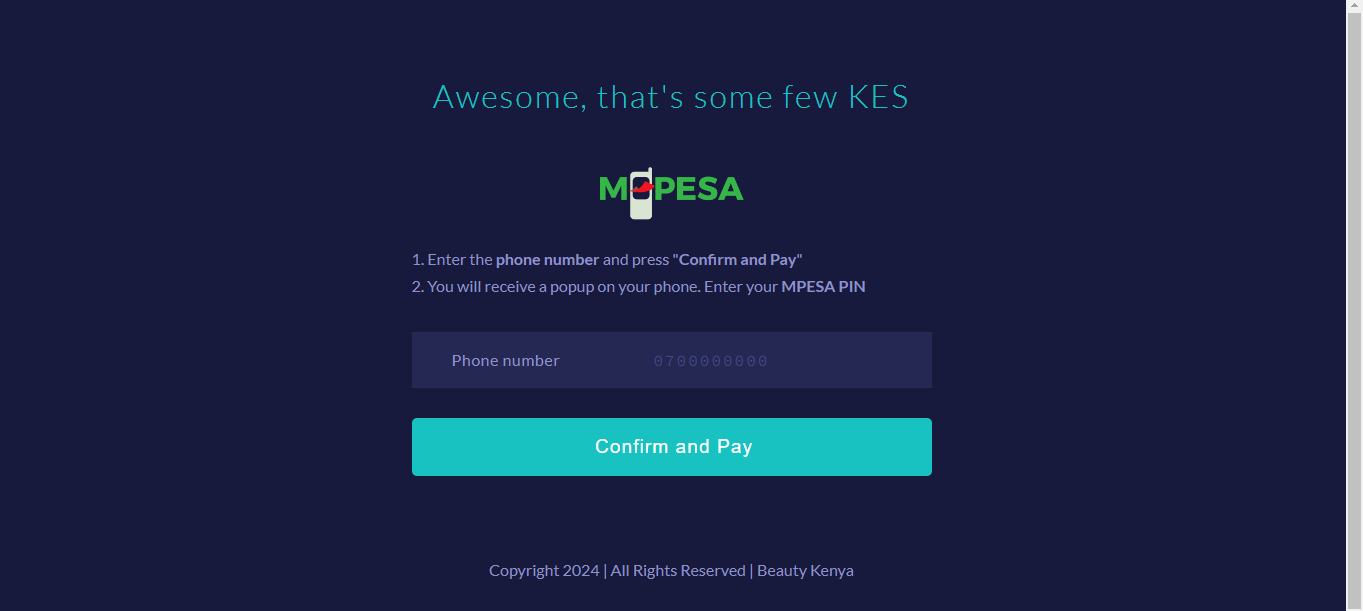 Awesome, that's some few KES
M PESA
1. Enter the phone number and press "Confirm and Pay"
2. You will receive a popup on your phone. Enter your MPESA PIN
Phone number 0700000000
Confirm and Pay
Copyright 2024 | All Rights Reserved | Beauty Kenya